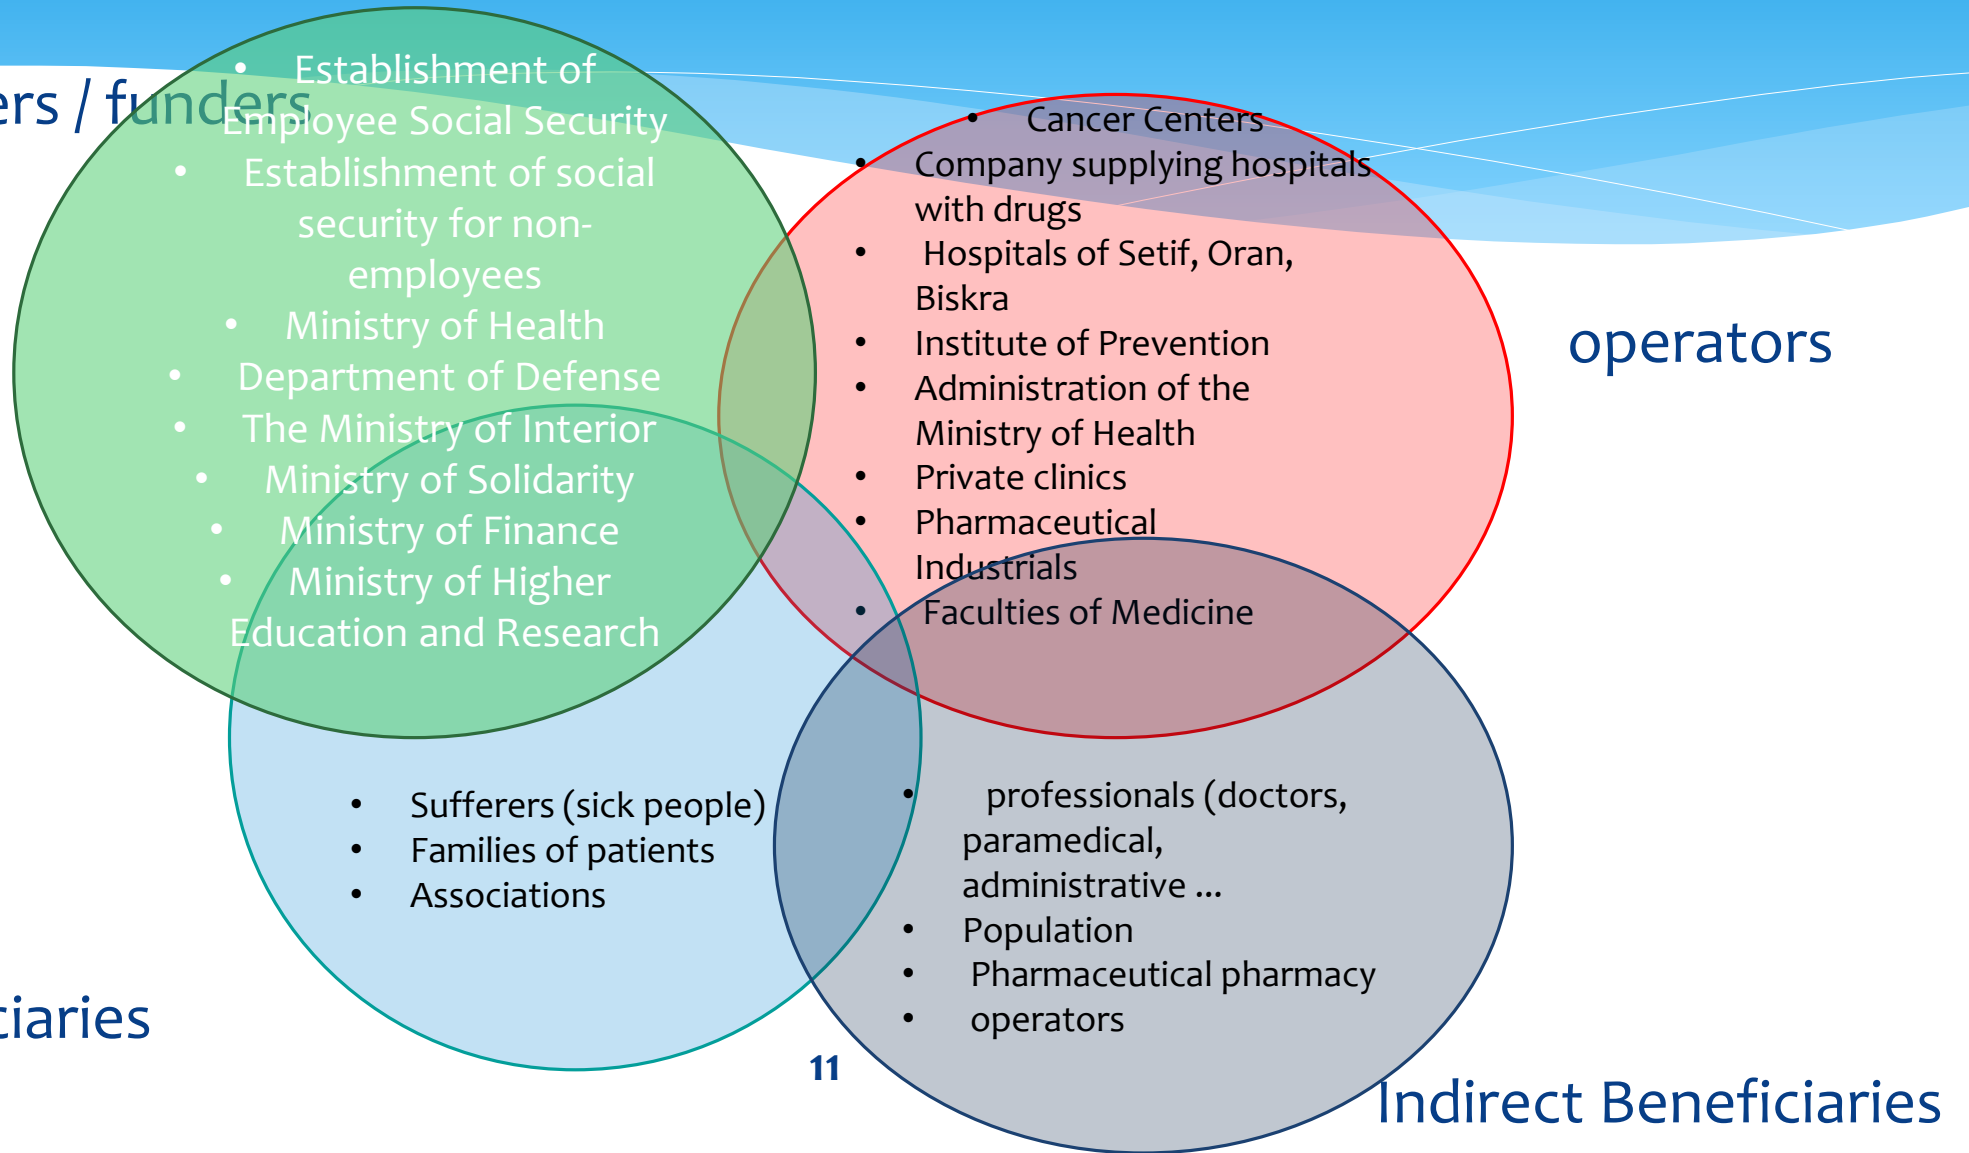 ers / funders
• Establishment of
Employee Social Security
• Establishment of social
security for non-
employees
• Ministry of Health
• Department of Defense
• The Ministry of Interior
• Ministry of Solidarity
• Ministry of Finance
• Ministry of Higher
Education and Research
• Cancer Centers
• Company supplying hospitals
with drugs
• Hospitals of Setif, Oran,
Biskra
• Institute of Prevention
• Administration of the
Ministry of Health
• Private clinics
• Pharmaceutical
Industrials
• Faculties of Medicine
operators
• Sufferers (sick people)
• Families of patients
• Associations
ciaries
• professionals (doctors,
paramedical,
administrative ...
• Population
• Pharmaceutical pharmacy
• operators
11
Indirect Beneficiaries